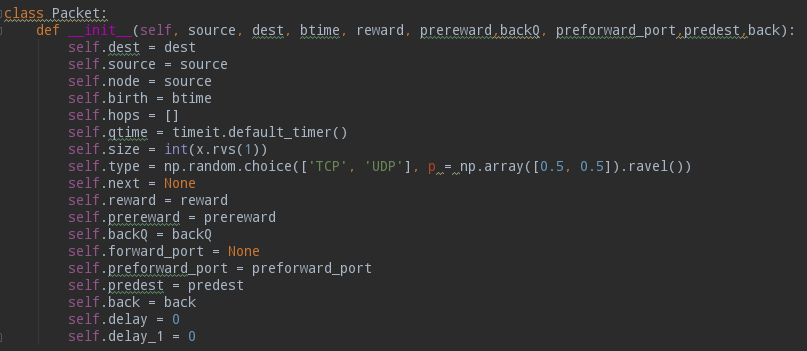 class Packet:
    def __init__(self, source, dest, btime, reward, prereward,backQ, preforward_port,predest,back):
        self.dest = dest
        self.source = source
        self.node = source
        self.birth = btime
        self.hops = []
        self.qtime = timeit.default_timer()
        self.size = int(x.rvs(1))
        self.type = np.random.choice(['TCP', 'UDP'], p = np.array([0.5, 0.5]).ravel())
        self.next = None
        self.reward = reward
        self.prereward = prereward
        self.backQ = backQ
        self.forward_port = None
        self.preforward_port = preforward_port
        self.predest = predest
        self.back = back
        self.delay = 0
        self.delay_1 = 0